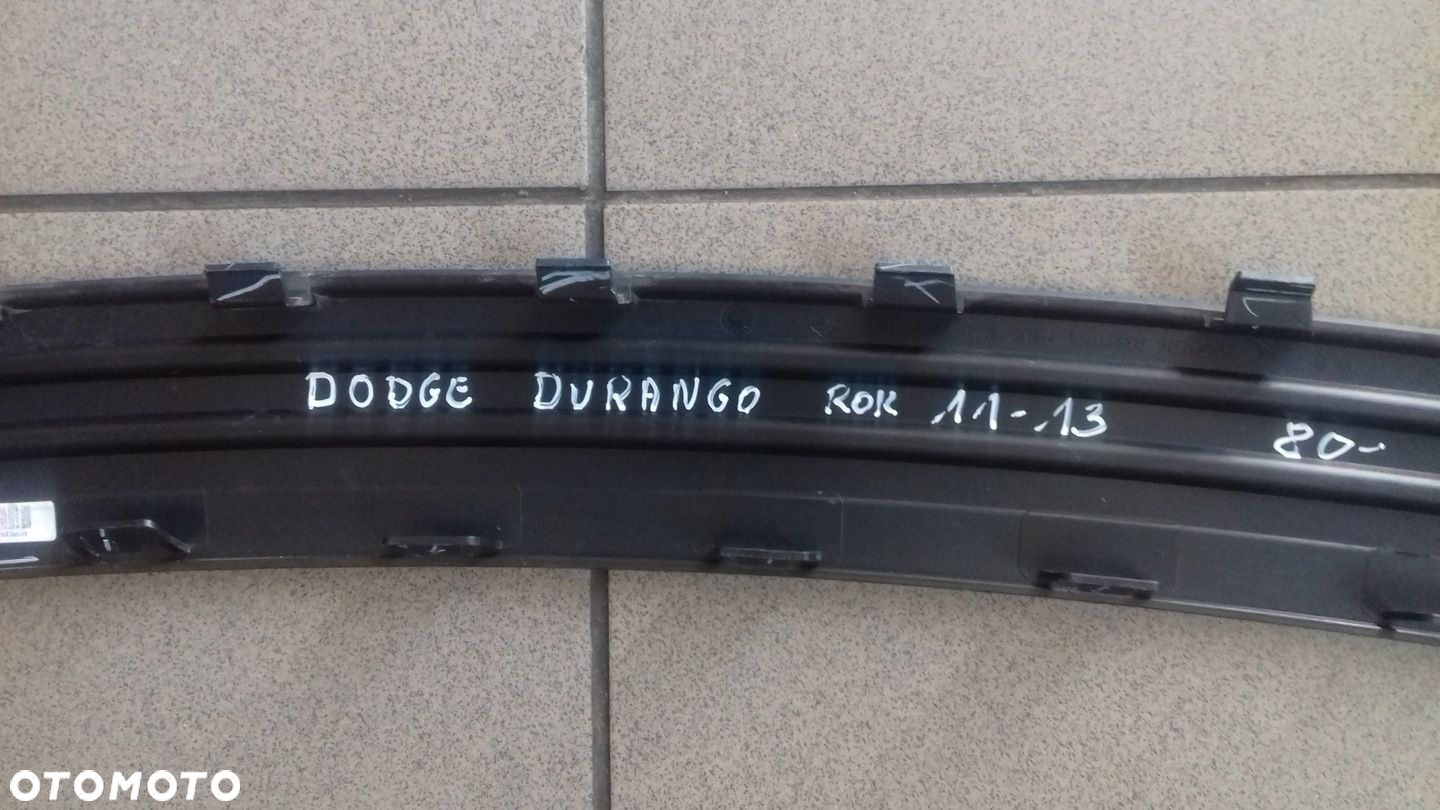 DODGE DURANGO ROK 11-13 80-
OTOMOTO